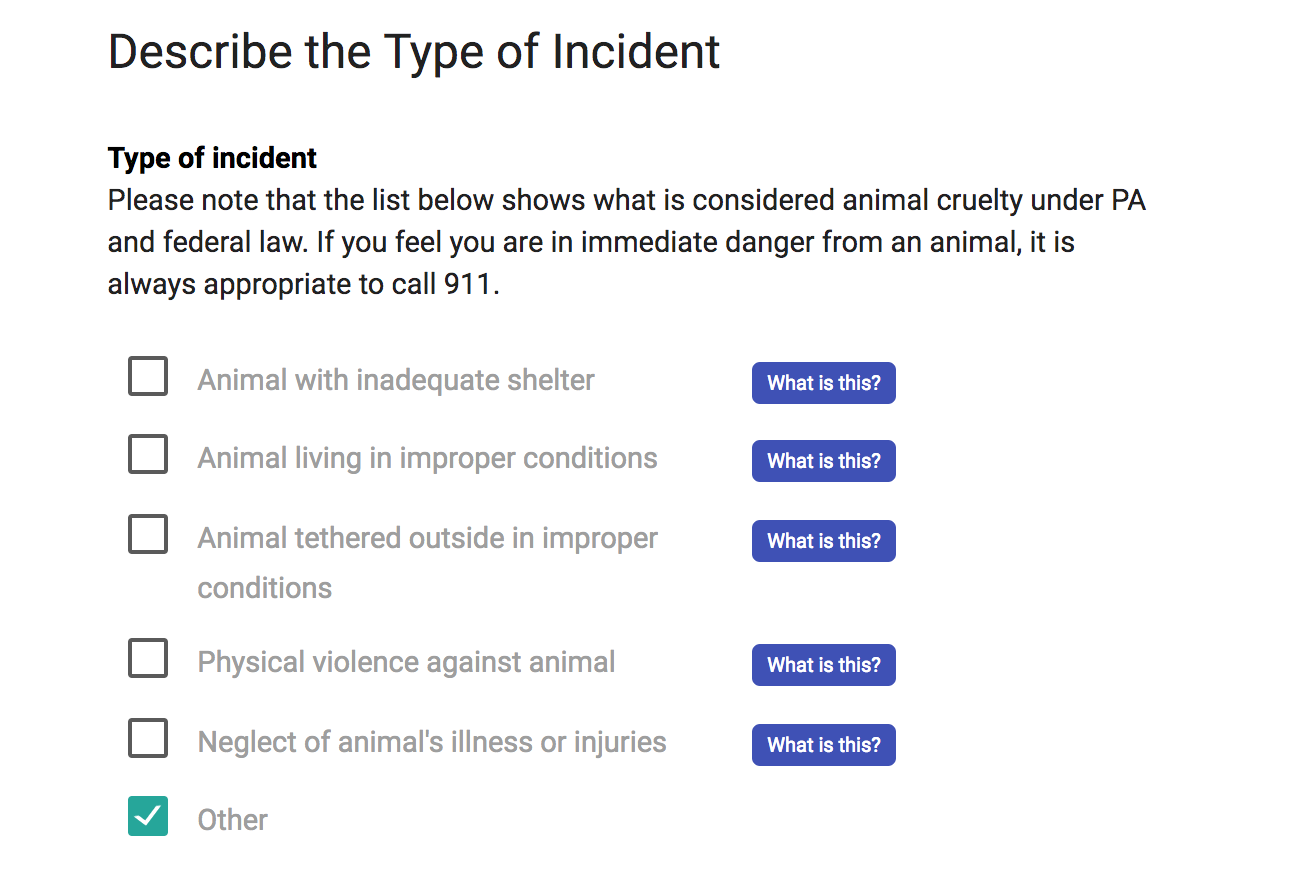 Describe the Type of Incident
Type of incident
Please note that the list below shows what is considered animal cruelty under PA
and federal law. If you feel you are in immediate danger from an animal, it is
always appropriate to call 911.
Animal with inadequate shelter What is this?
Animal living in improper conditions What is this?
Animal tethered outside in improper What is this?
conditions
Physical violence against animal What is this?
Neglect of animal's illness or injuries What is this?
Other